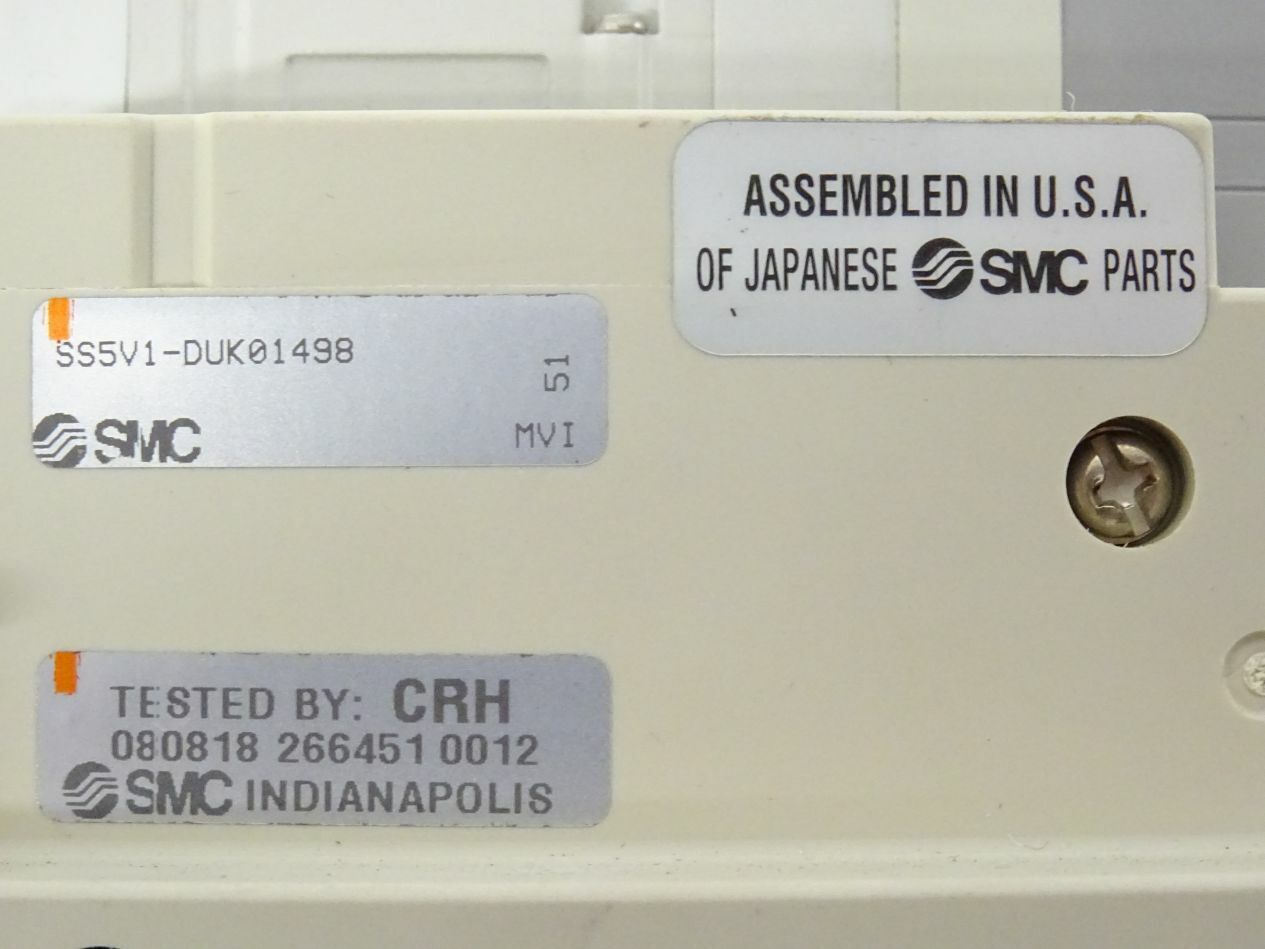 ASSEMBLED IN U.S.A.
OF JAPANESE SMC PARTS
SS5V1-DUK01498
51
SMC
MVI
TESTED BY: CRH
080818 266451 0012
SMC INDIANAPOLIS